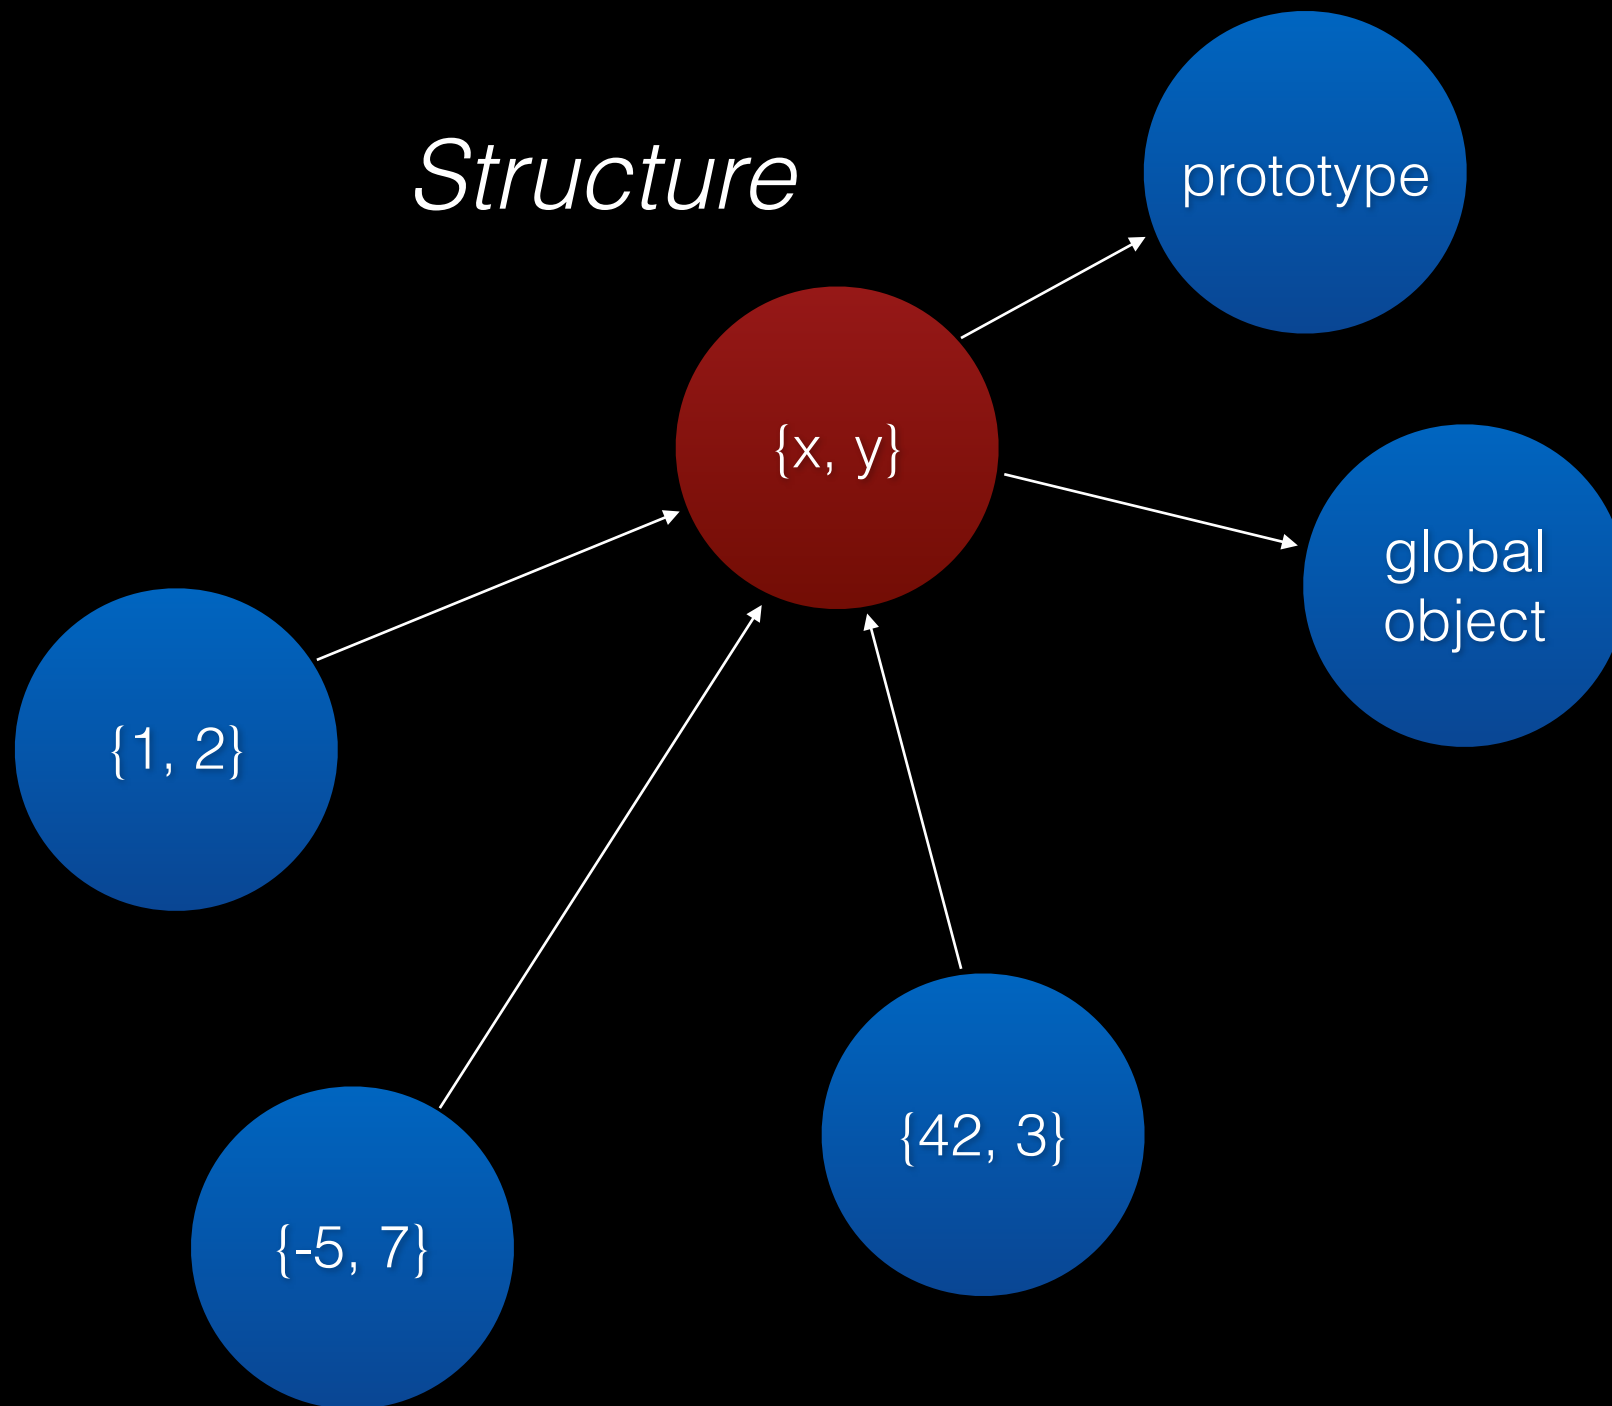 Structure
prototype
{x, y}
global
object
{1, 2}
{42, 3}
{-5, 7}